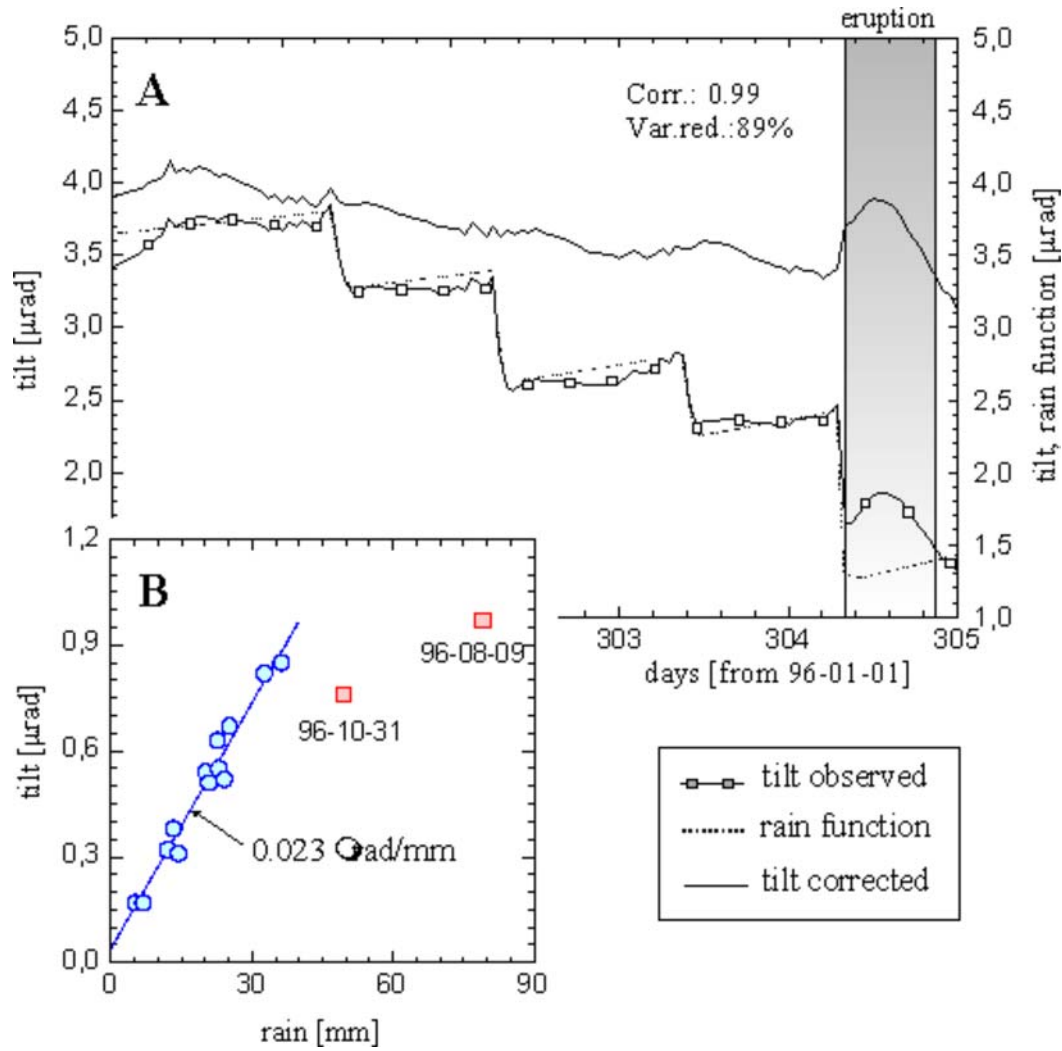 eruption
5,0
4,5
4,0
3,5
3,0
2,5
2,0
tilt [µrad]
A
Corr.: 0.99
Var.red.:89%
5,0
4,5
4,0
3,5
3,0
2,5
2,0
1,5
1,0
tilt, rain function [µrad]
303
304
305
days [from 96-01-01]
1,2
0,9
0,6
0,3
0,0
tilt [µrad]
B
96-08-09
96-10-31
0.023 rad/mm
0
30
60
90
rain [mm]
tilt observed
rain function
tilt corrected